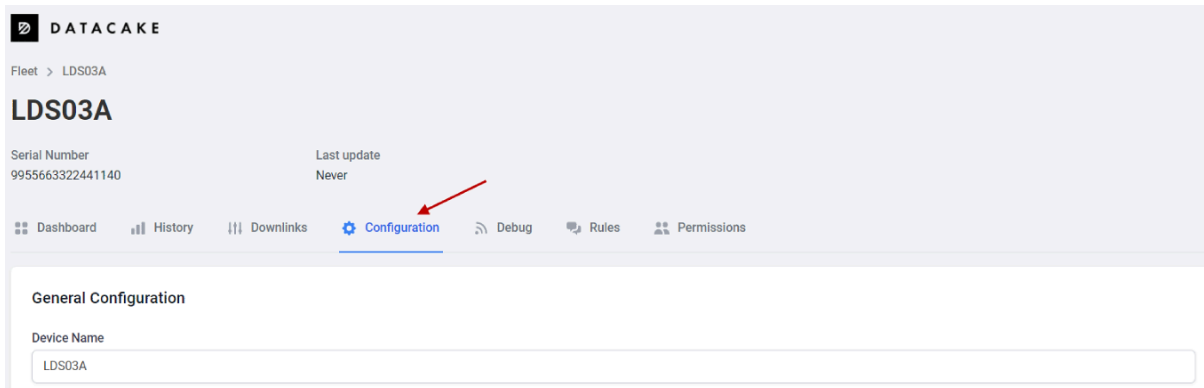 DATACAKE
Fleet > LDS03A
LDS03A
Serial Number Last update
9955663322441140 Never
Dashboard History Downlinks Configuration Debug Rules Permissions
General Configuration
Device Name
LDS03A